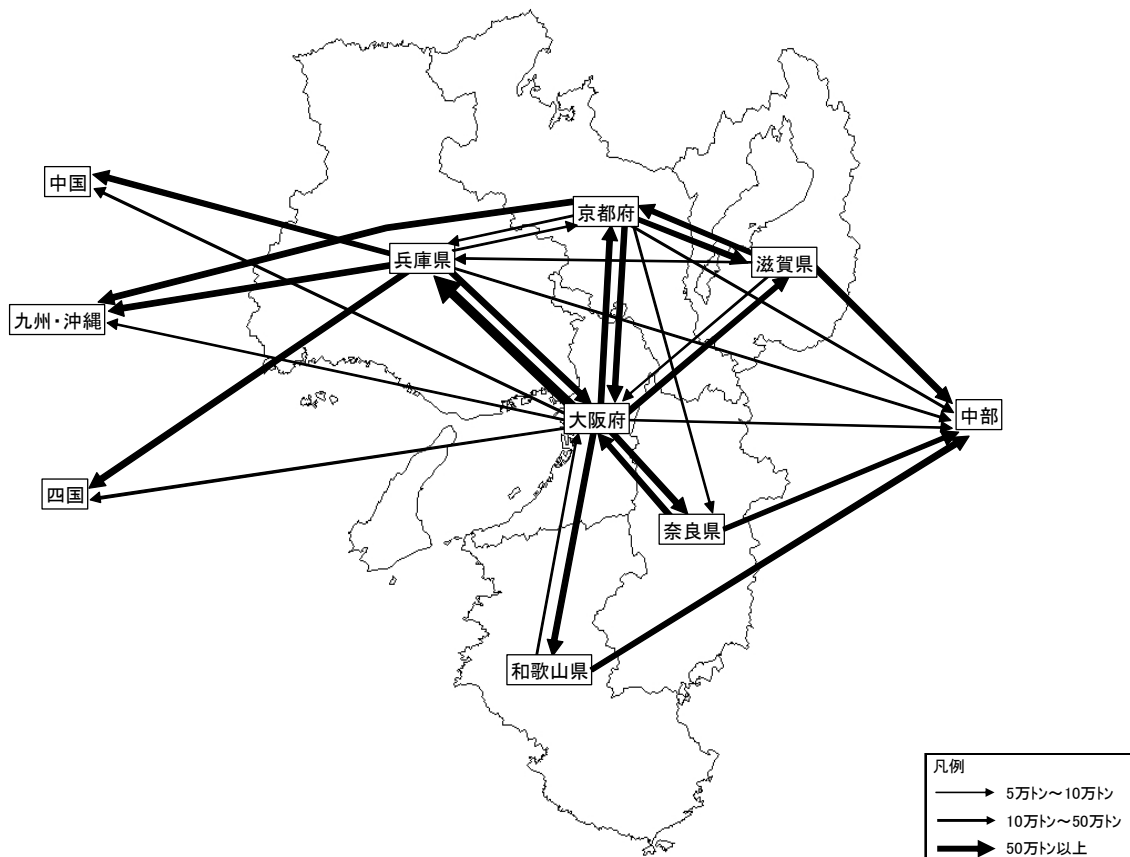 中国
京都府
兵庫県
滋賀県
九州・沖縄
大阪府
中部
四国
奈良県
和歌山県
凡例
5万ﾄﾝ～10万ﾄﾝ
10万ﾄﾝ～50万ﾄﾝ
50万ﾄﾝ以上